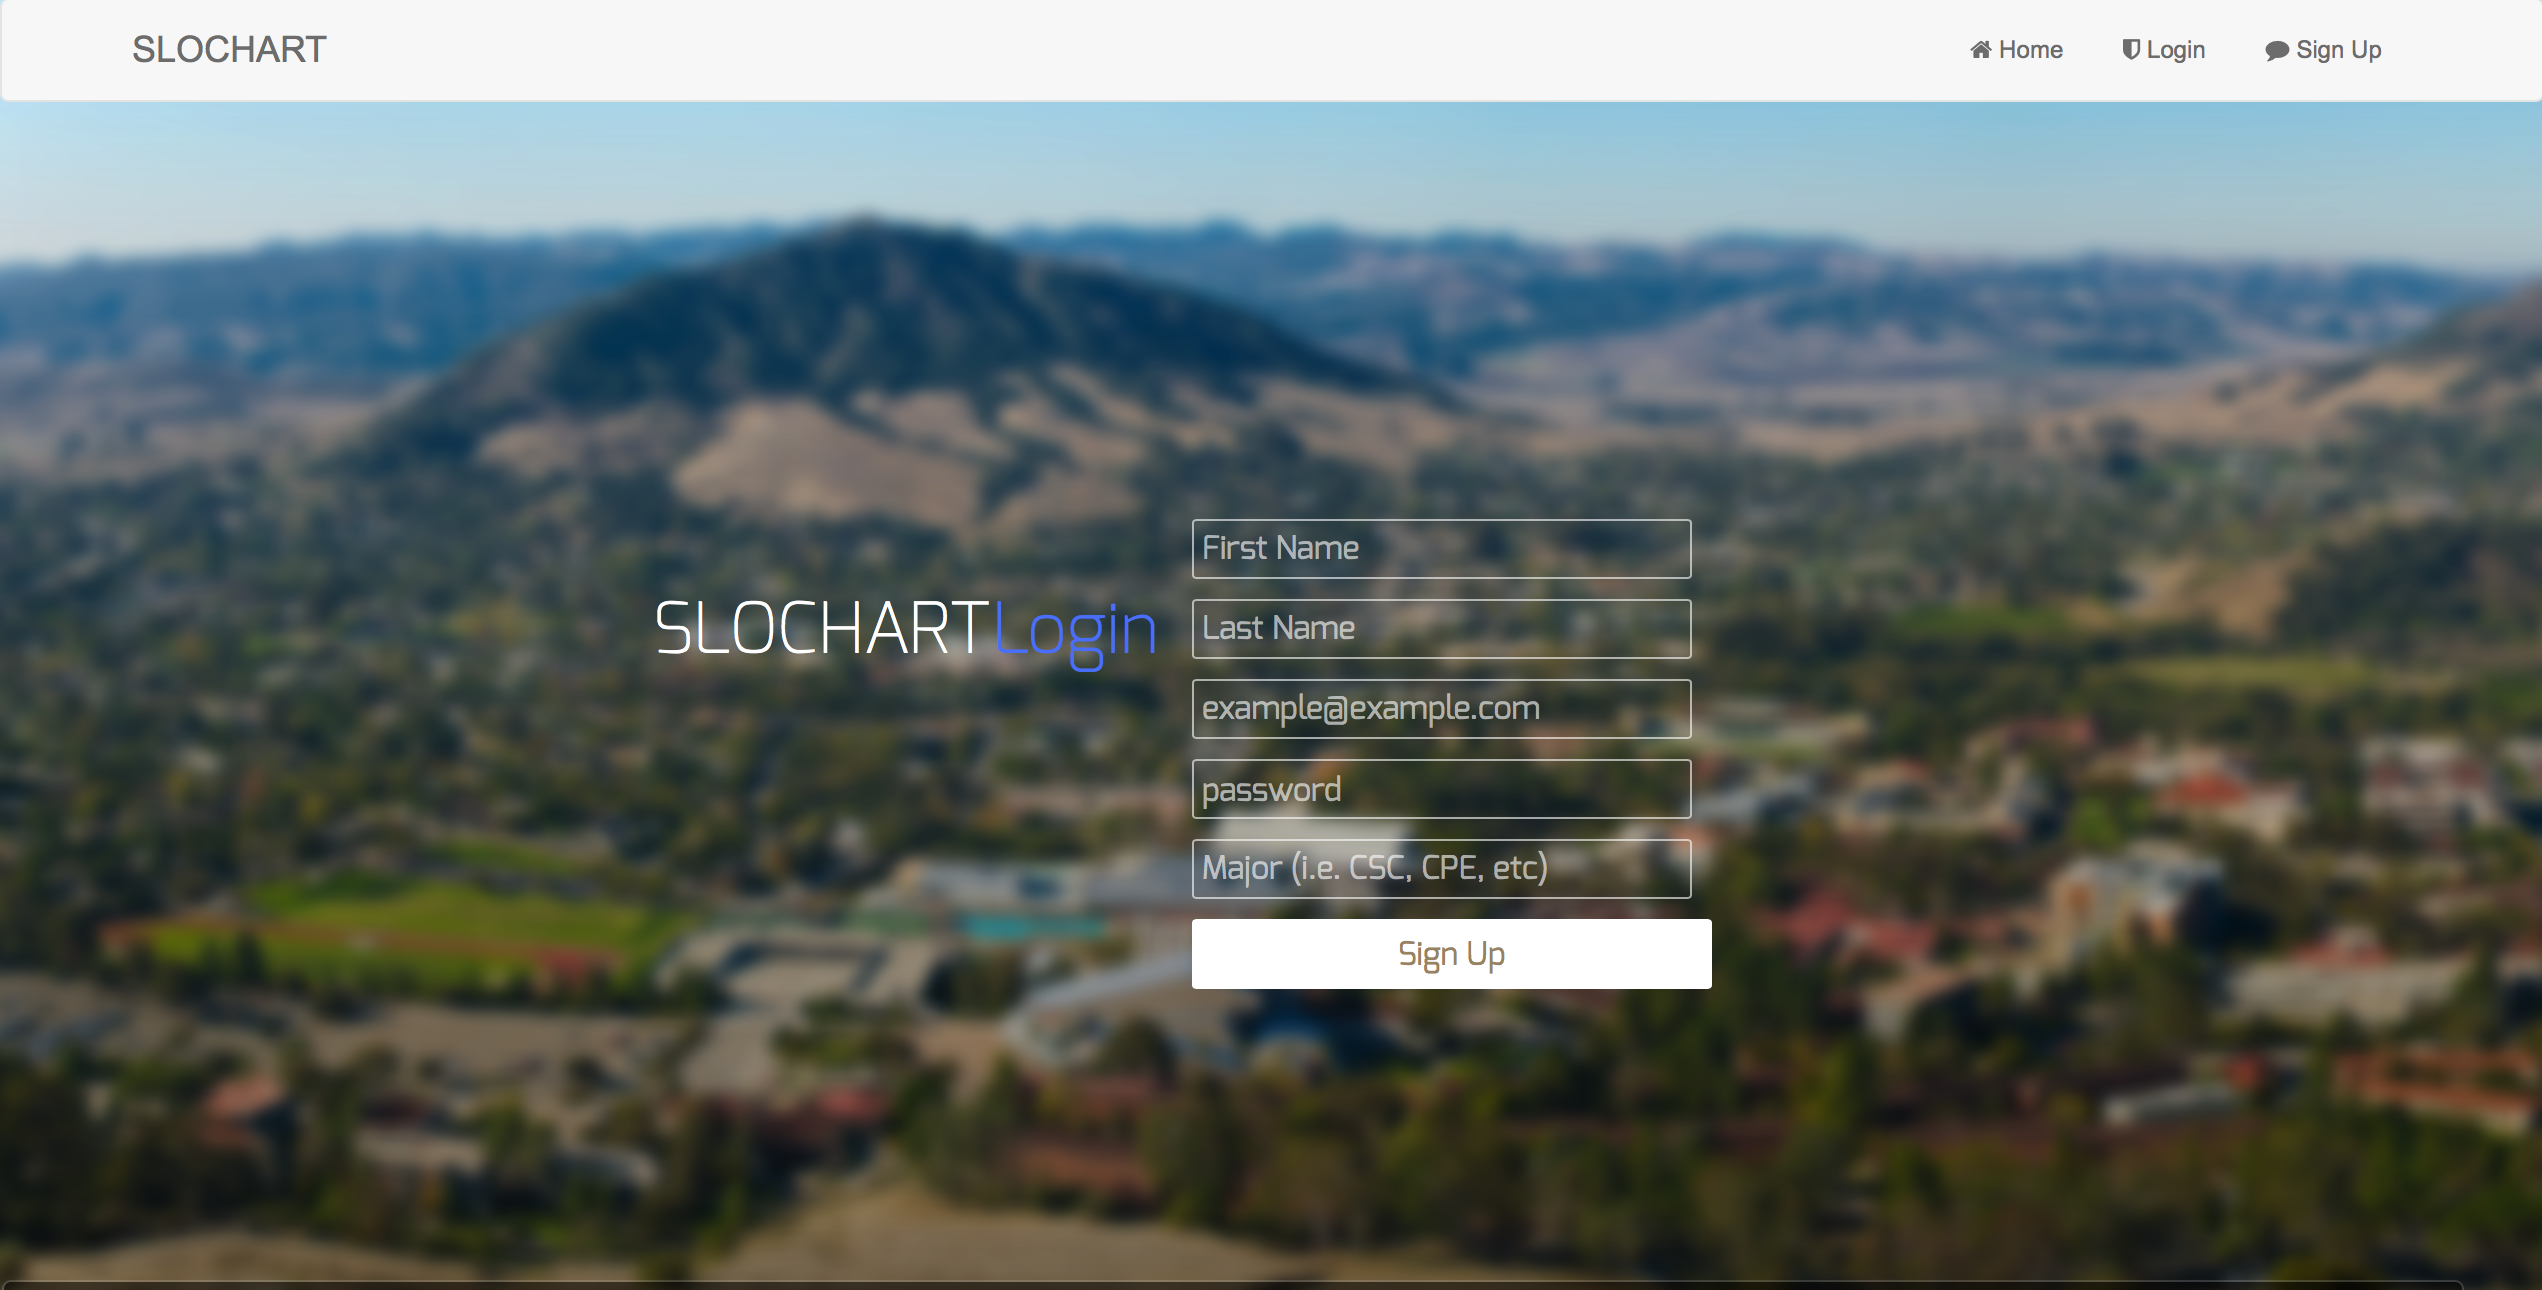 SLOCHART
Home
Login
Sign Up
First Name
SLOCHARTLogin
Last Name
example@example.com
password
Major (i.e. CSC, CPE, etc)
Sign Up